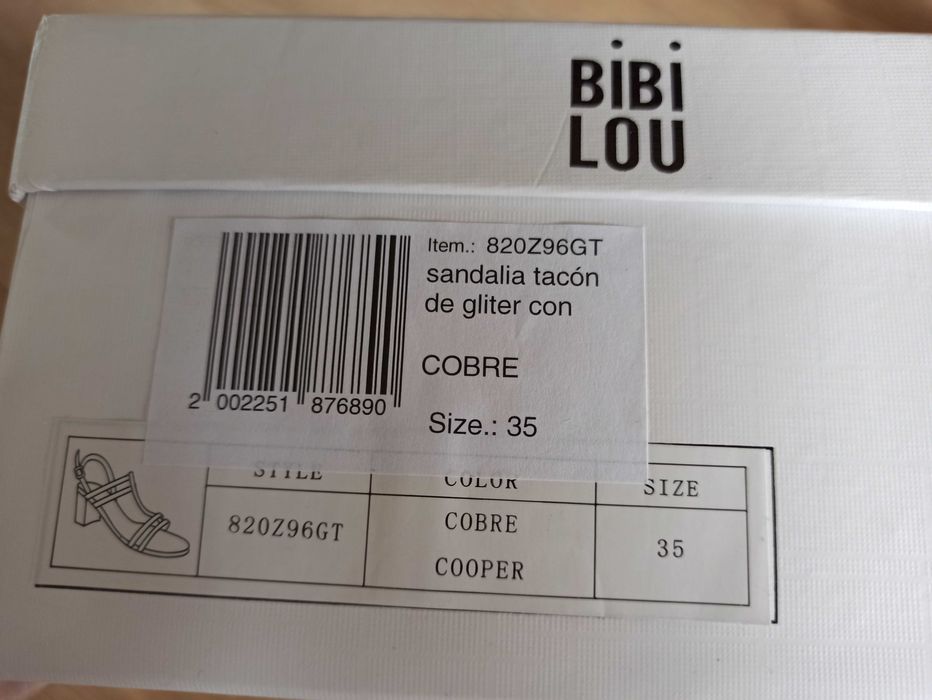 BiBi
LOU
Item.: 820Z96GT
sandalia tacón
de gliter con
COBRE
Size.: 35
2 002251 876890
STYLE COLOR SIZE
820Z96GT COBRE 35
COOPER